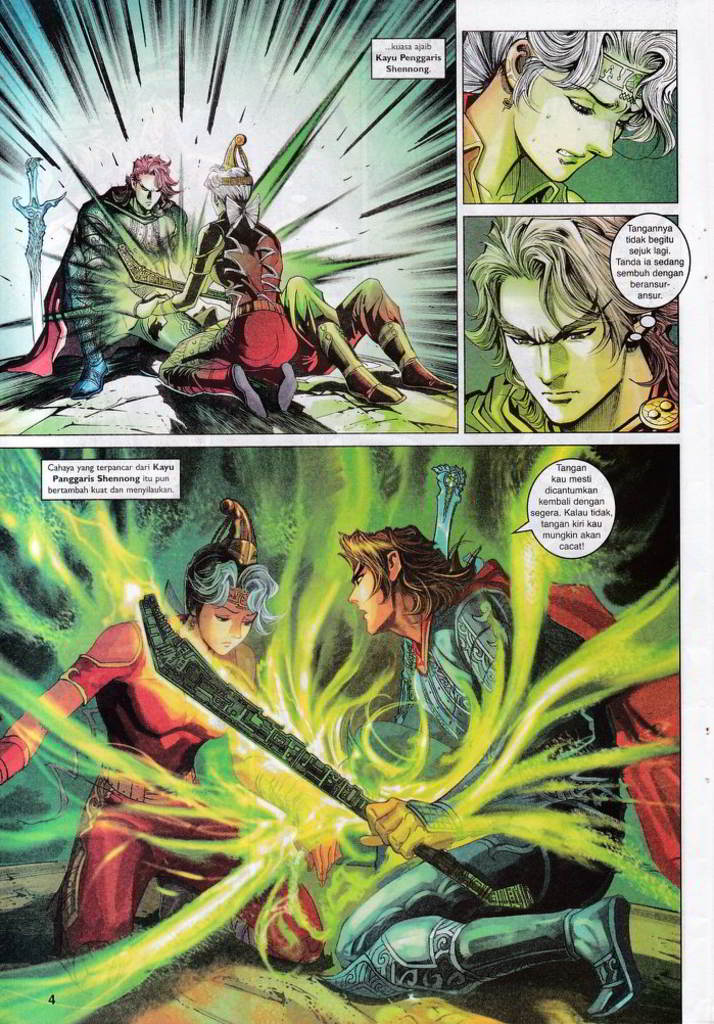 ...kuasa ajaib
Kayu Penggaris
Shennong.
Tangannya
tidak begitu
sejuk lagi.
Tanda ia sedang
sembuh dengan
beransur-
ansur.
Cahaya yang terpancar dari Kayu
Panggaris Shennong itu pun
bertambah kuat dan menyilaukan.
Tangan
kau mesti
dicantumkan
kembali dengan
segera. Kalau tidak,
tangan kiri kau
mungkin akan
cacat!
4